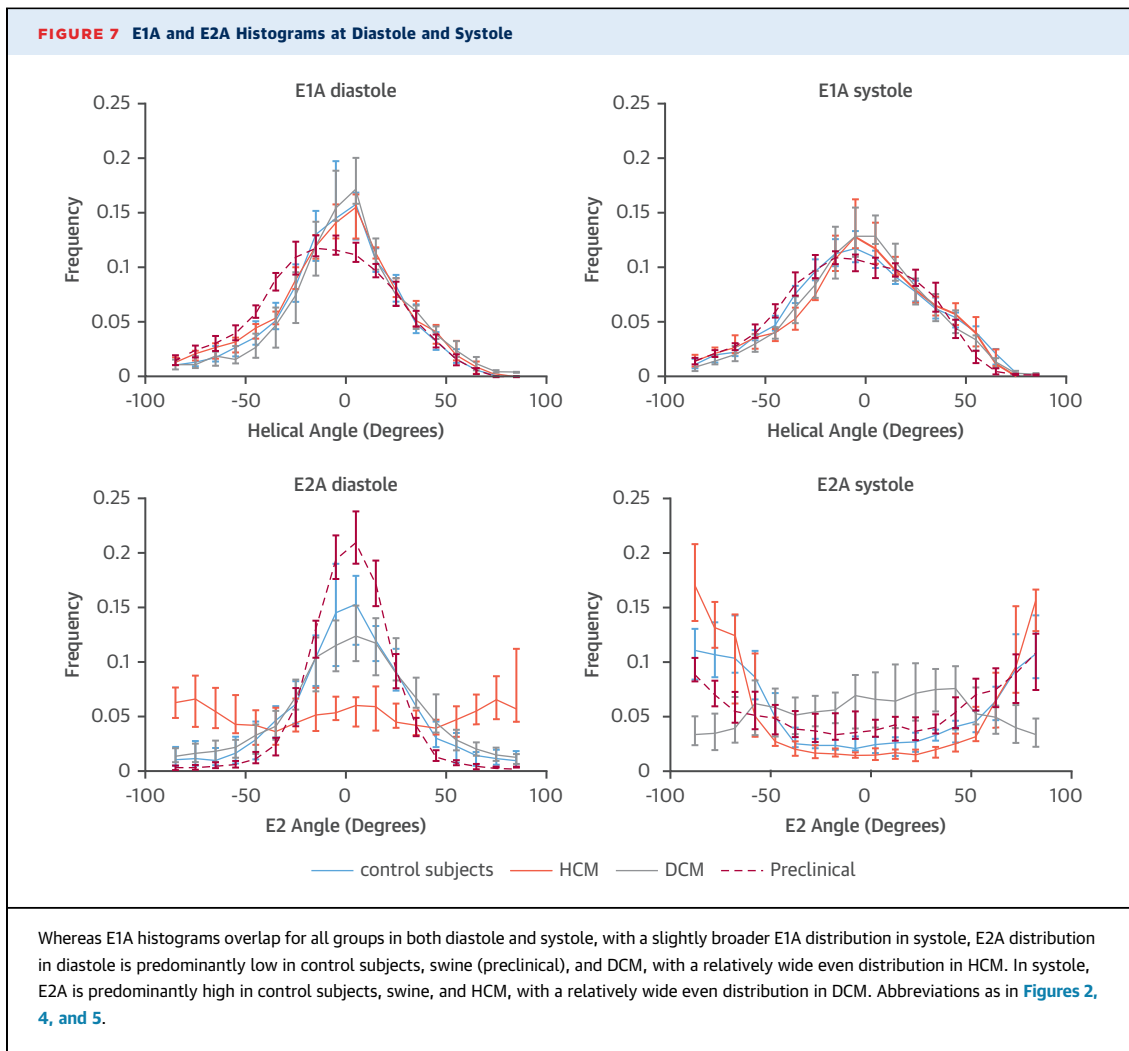 FIGURE 7 E1A and E2A Histograms at Diastole and Systole
E1A diastole
0.25
0.2
0.15
0.1
0.05
0
Frequency
-100
-50
0
50
100
Helical Angle (Degrees)
E1A systole
0.25
0.2
0.15
0.1
0.05
0
Frequency
-100
-50
0
50
100
Helical Angle (Degrees)
E2A diastole
0.25
0.2
0.15
0.1
0.05
0
Frequency
-100
-50
0
50
100
E2 Angle (Degrees)
E2A systole
0.25
0.2
0.15
0.1
0.05
0
Frequency
-100
-50
0
50
100
E2 Angle (Degrees)
control subjects HCM DCM Preclinical
Whereas E1A histograms overlap for all groups in both diastole and systole, with a slightly broader E1A distribution in systole, E2A distribution
in diastole is predominantly low in control subjects, swine (preclinical), and DCM, with a relatively wide even distribution in HCM. In systole,
E2A is predominantly high in control subjects, swine, and HCM, with a relatively wide even distribution in DCM. Abbreviations as in Figures 2,
4, and 5.